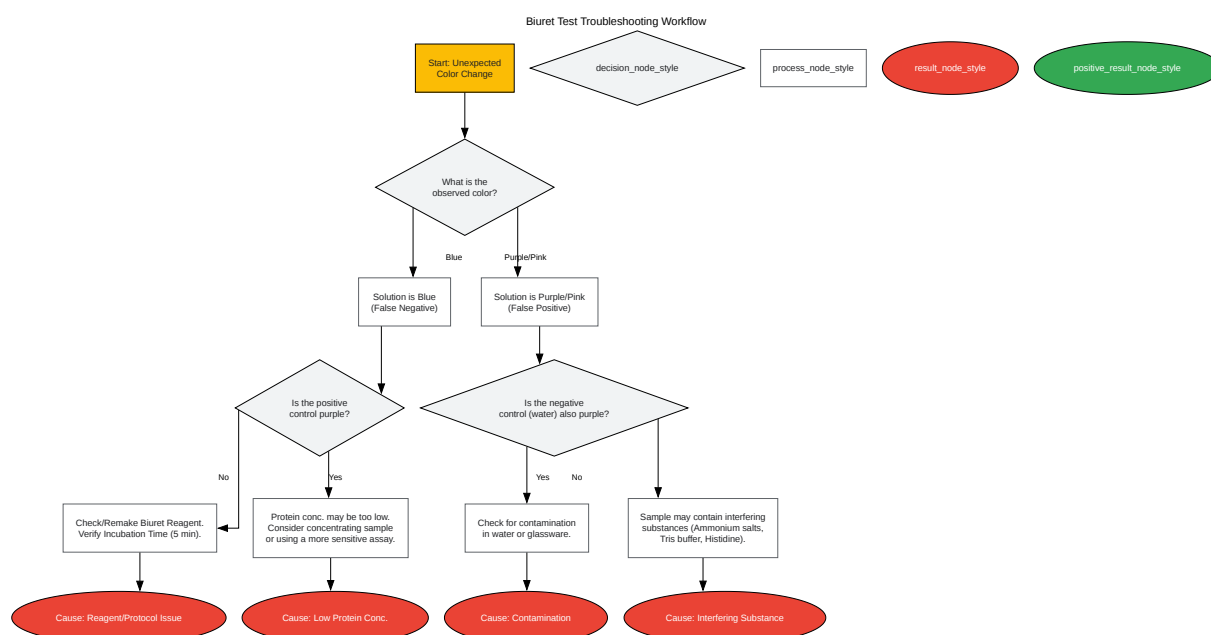 Biuret Test Troubleshooting Workflow
Start: Unexpected
Color Change
decision_node_style
process_node_style
result_node_style
positive_result_node_style
What is the
observed color?
Blue
Purple/Pink
Solution is Blue
(False Negative)
Solution is Purple/Pink
(False Positive)
Is the positive
control purple?
Is the negative
control (water) also purple?
No
Yes
Yes
No
Check/Remake Biuret Reagent.
Verify Incubation Time (5 min).
Protein conc. may be too low.
Consider concentrating sample
or using a more sensitive assay.
Check for contamination
in water or glassware.
Sample may contain interfering
substances (Ammonium salts,
Tris buffer, Histidine).
Cause: Reagent/Protocol Issue
Cause: Low Protein Conc.
Cause: Contamination
Cause: Interfering Substance